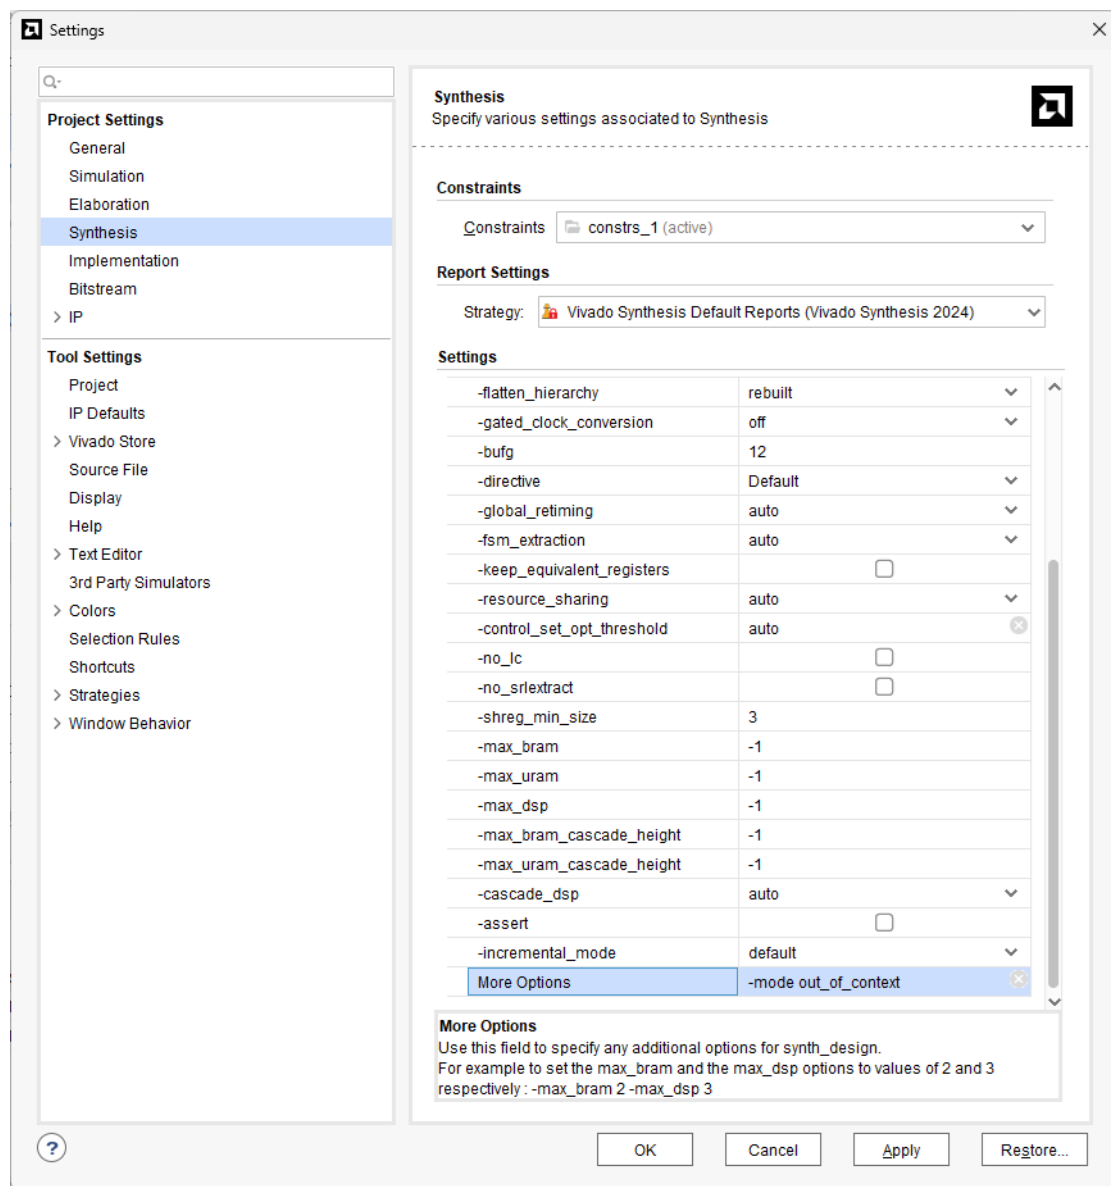 Settings
Project Settings
General
Simulation
Elaboration
Synthesis
Implementation
Bitstream
IP
Tool Settings
Project
IP Defaults
Vivado Store
Source File
Display
Help
Text Editor
3rd Party Simulators
Colors
Selection Rules
Shortcuts
Strategies
Window Behavior
Synthesis
Specify various settings associated to Synthesis
Constraints
Constraints constrs_1 (active)
Report Settings
Strategy: Vivado Synthesis Default Reports (Vivado Synthesis 2024)
Settings
-flatten_hierarchy rebuilt
-gated_clock_conversion off
-bufg 12
-directive Default
-global_retiming auto
-fsm_extraction auto
-keep_equivalent_registers
-resource_sharing auto
-control_set_opt_threshold auto
-no_lc
-no_srlextract
-shreg_min_size 3
-max_bram -1
-max_uram -1
-max_dsp -1
-max_bram_cascade_height -1
-max_uram_cascade_height -1
-cascade_dsp auto
-assert
-incremental_mode default
More Options -mode out_of_context
More Options
Use this field to specify any additional options for synth_design.
For example to set the max_bram and the max_dsp options to values of 2 and 3
respectively : -max_bram 2 -max_dsp 3
?
OK Cancel Apply Restore...